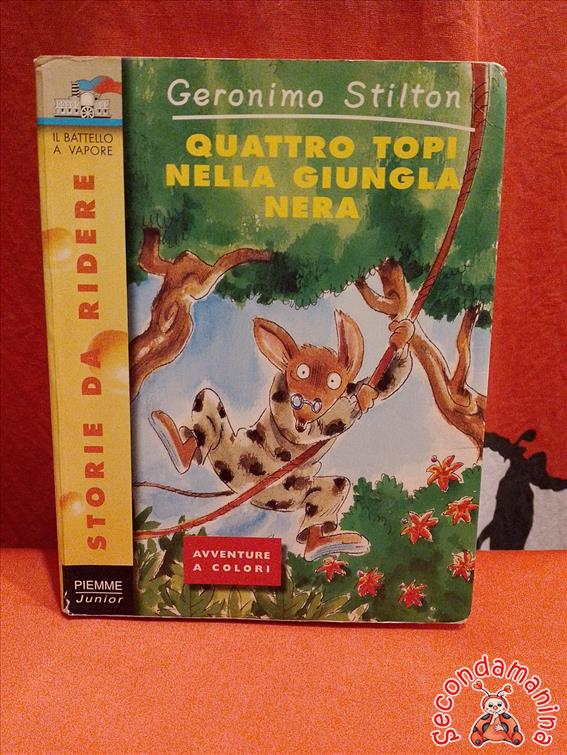 IL BATTELLO
A VAPORE
STORIE DA RIDERE
PIEMME
Junior
Geronimo Stilton
QUATTRO TOPI
NELLA GIUNGLA
NERA
AVVENTURE
A COLORI
Secondamanina